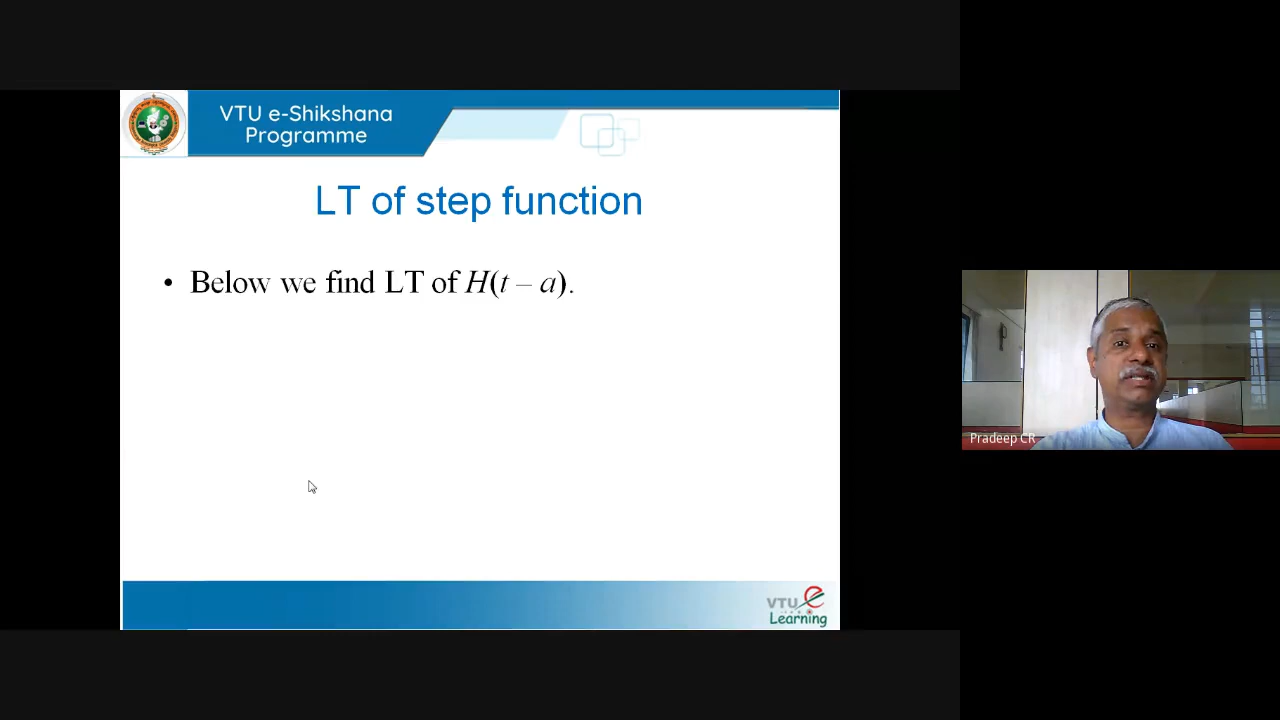 VTU e-Shikshana
Programme
LT of step function
• Below we find LT of H(t – a).
Pradeep CR
VTU e
Learning